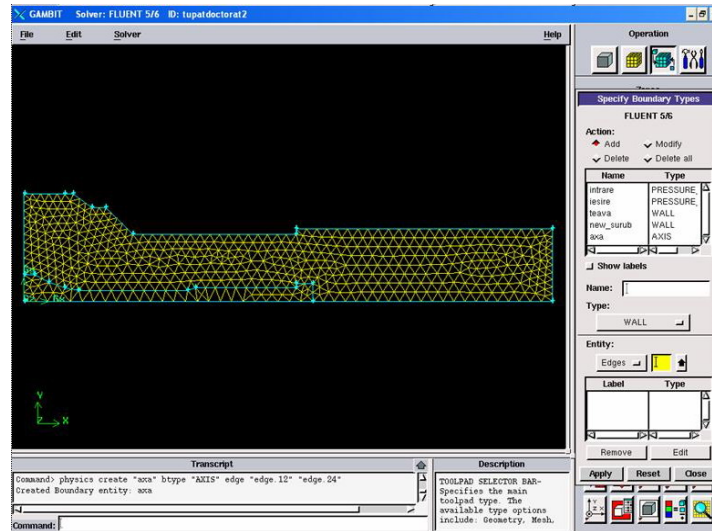 GAMBIT Solver: FLUENT 5/6 ID: tupatdoctorat2
File Edit Solver Help
Operation
Specify Boundary Types
FLUENT 5/6
Action:
Add Modify
Delete Delete all
Name Type
intrare PRESSURE_
iesire PRESSURE_
teava WALL
new_surub WALL
axa AXIS
Show labels
Name:
Type:
WALL
Entity:
Edges
Label Type
Remove Edit
Apply Reset Close
Y
Z X
Transcript
Command> physics create "axa" btype "AXIS" edge "edge.12" "edge.24"
Created Boundary entity: axa
Command:
Description
TOOLPAD SELECTOR BAR-
Specifies the main
toolpad type. The
available type options
include: Geometry, Mesh,